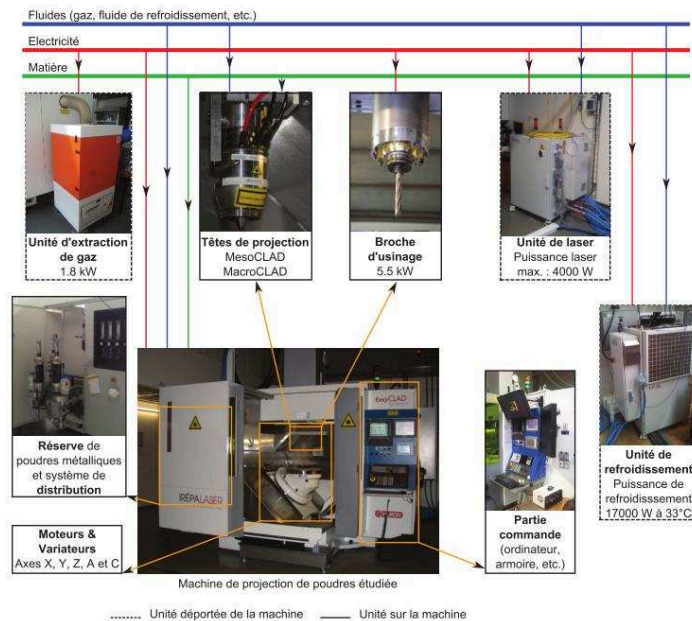 Fluides (gaz, fluide de refroidissement, etc.)
Electricité
Matière
Unité d'extraction
de gaz
1.8 kW
Têtes de projection
MesoCLAD
MacroCLAD
Broche
d'usinage
5.5 kW
Unité de laser
Puissance laser
max. : 4000 W
Réserve de
poudres métalliques
et système de
distribution
IRÉPA LASER
EasyCLAD
Unité de
refroidissement
Puissance de
refroidisssement
17000 W à 33°C
Partie
commande
(ordinateur,
armoire, etc.)
Moteurs &
Variateurs
Axes X, Y, Z, A et C
Machine de projection de poudres étudiée
Unité déportée de la machine
Unité sur la machine